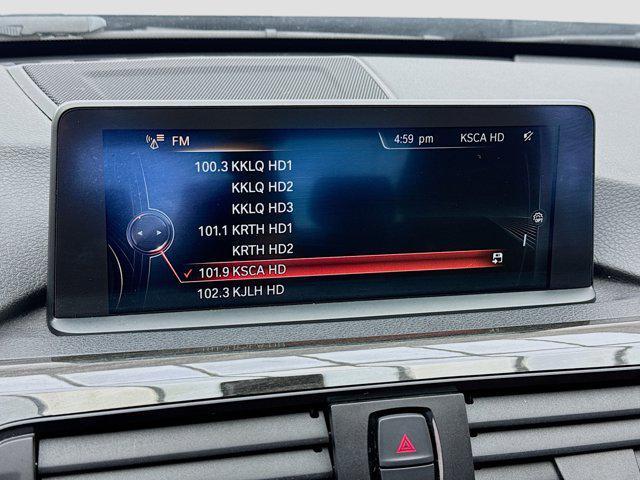 FM 4:59 pm KSCA HD
100.3 KKLQ HD1
KKLQ HD2
KKLQ HD3
101.1 KRTH HD1
KRTH HD2
✓ 101.9 KSCA HD
102.3 KJLH HD
OPT